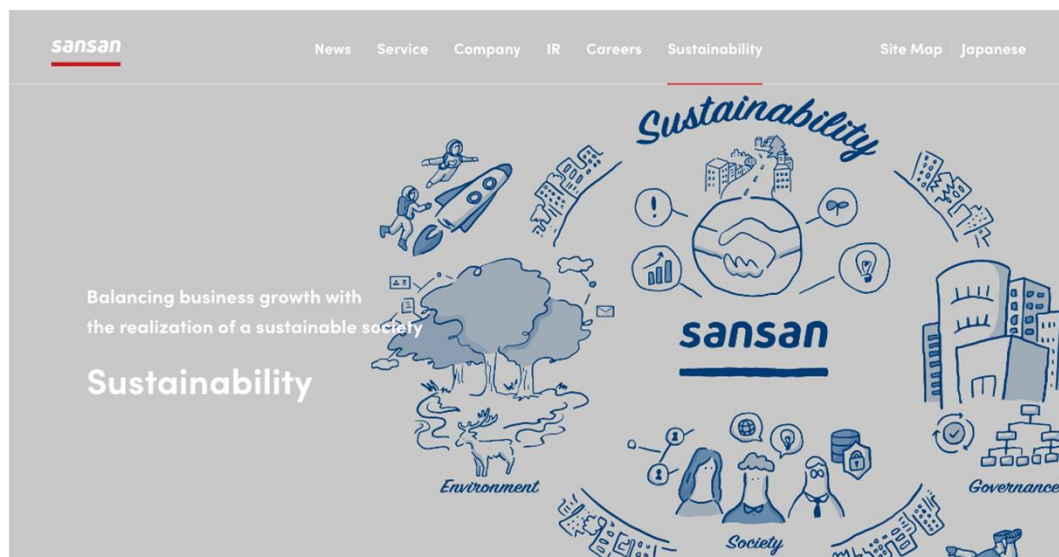 sansan
News Service Company IR Careers Sustainability Site Map Japanese
Sustainability
Balancing business growth with
the realization of a sustainable society
Sustainability
sansan
Environment
Society
Governance